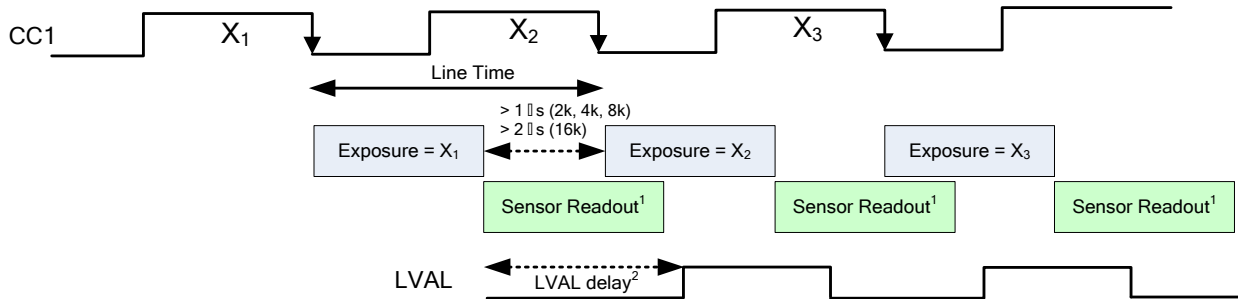 CC1
X1
X2
X3
Line Time
> 1 s (2k, 4k, 8k)
> 2 s (16k)
Exposure = X1
Exposure = X2
Exposure = X3
Sensor Readout1
Sensor Readout1
Sensor Readout1
LVAL
LVAL delay2